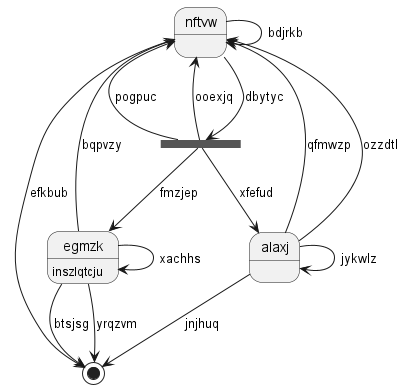 nftvw
bdjrkb
pogpuc
ooexjq
dbytyc
bqpvzy
qfmwzp
ozzdtl
efkbub
fmzjep
xfefud
egmzk
inszlqtcju
xachhs
alaxj
jykwlz
btsjsg
yrqzvm
jnjhuq